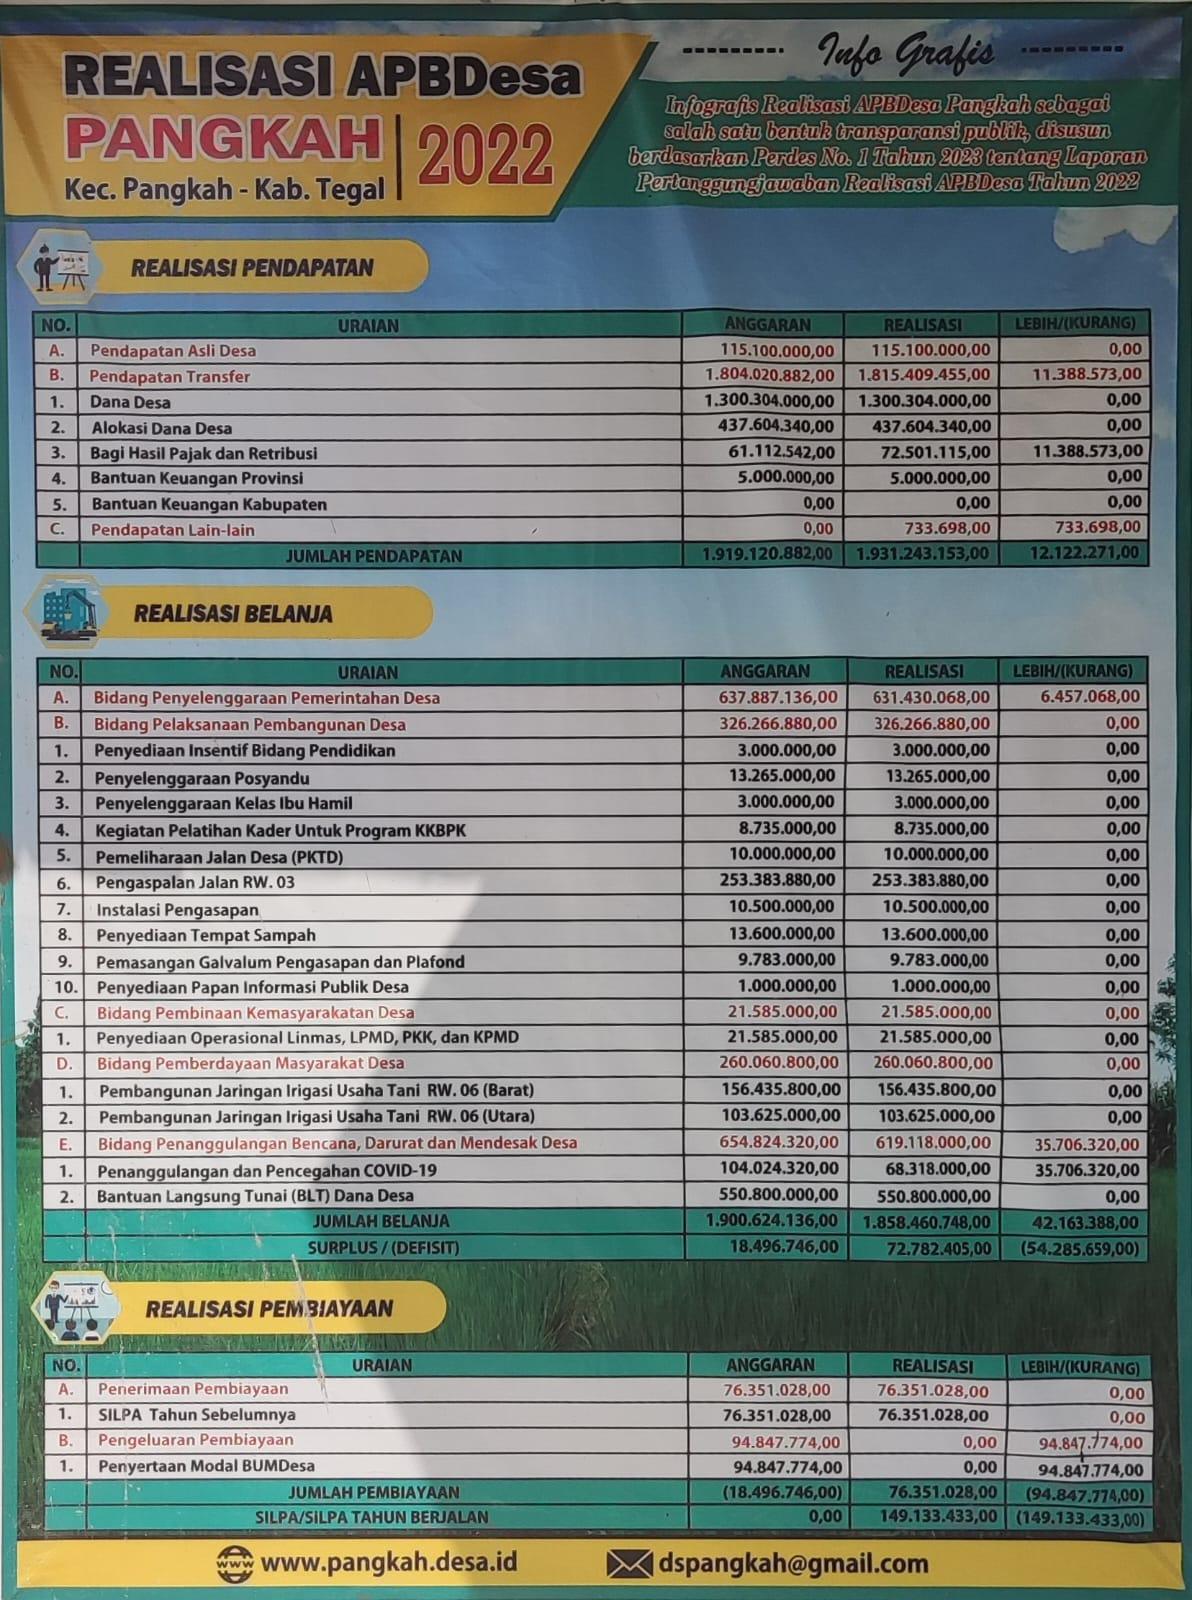 REALISASI APBDesa
PANGKAH 2022
Kec. Pangkah - Kab. Tegal
Info Grafis
Infografis Realisasi APBDesa Pangkah sebagai
salah satu bentuk transparansi publik, disusun
berdasarkan Perdes No. 1 Tahun 2023 tentang Laporan
Pertanggungjawaban Realisasi APBDesa Tahun 2022
REALISASI PENDAPATAN
NO. URAIAN ANGGARAN REALISASI LEBIH/(KURANG)
A. Pendapatan Asli Desa 115.100.000,00 115.100.000,00 0,00
B. Pendapatan Transfer 1.804.020.882,00 1.815.409.455,00 11.388.573,00
1. Dana Desa 1.300.304.000,00 1.300.304.000,00 0,00
2. Alokasi Dana Desa 437.604.340,00 437.604.340,00 0,00
3. Bagi Hasil Pajak dan Retribusi 61.112.542,00 72.501.115,00 11.388.573,00
4. Bantuan Keuangan Provinsi 5.000.000,00 5.000.000,00 0,00
5. Bantuan Keuangan Kabupaten 0,00 0,00 0,00
C. Pendapatan Lain-lain 0,00 733.698,00 733.698,00
JUMLAH PENDAPATAN 1.919.120.882,00 1.931.243.153,00 12.122.271,00
REALISASI BELANJA
NO. URAIAN ANGGARAN REALISASI LEBIH/(KURANG)
A. Bidang Penyelenggaraan Pemerintahan Desa 637.887.136,00 631.430.068,00 6.457.068,00
B. Bidang Pelaksanaan Pembangunan Desa 326.266.880,00 326.266.880,00 0,00
1. Penyediaan Insentif Bidang Pendidikan 3.000.000,00 3.000.000,00 0,00
2. Penyelenggaraan Posyandu 13.265.000,00 13.265.000,00 0,00
3. Penyelenggaraan Kelas Ibu Hamil 3.000.000,00 3.000.000,00 0,00
4. Kegiatan Pelatihan Kader Untuk Program KKBPK 8.735.000,00 8.735.000,00 0,00
5. Pemeliharaan Jalan Desa (PKTD) 10.000.000,00 10.000.000,00 0,00
6. Pengaspalan Jalan RW. 03 253.383.880,00 253.383.880,00 0,00
7. Instalasi Pengasapan 10.500.000,00 10.500.000,00 0,00
8. Penyediaan Tempat Sampah 13.600.000,00 13.600.000,00 0,00
9. Pemasangan Galvalum Pengasapan dan Plafond 9.783.000,00 9.783.000,00 0,00
10. Penyediaan Papan Informasi Publik Desa 1.000.000,00 1.000.000,00 0,00
C. Bidang Pembinaan Kemasyarakatan Desa 21.585.000,00 21.585.000,00 0,00
1. Penyediaan Operasional Linmas, LPMD, PKK, dan KPMD 21.585.000,00 21.585.000,00 0,00
D. Bidang Pemberdayaan Masyarakat Desa 260.060.800,00 260.060.800,00 0,00
1. Pembangunan Jaringan Irigasi Usaha Tani RW. 06 (Barat) 156.435.800,00 156.435.800,00 0,00
2. Pembangunan Jaringan Irigasi Usaha Tani RW. 06 (Utara) 103.625.000,00 103.625.000,00 0,00
E. Bidang Penanggulangan Bencana, Darurat dan Mendesak Desa 654.824.320,00 619.118.000,00 35.706.320,00
1. Penanggulangan dan Pencegahan COVID-19 104.024.320,00 68.318.000,00 35.706.320,00
2. Bantuan Langsung Tunai (BLT) Dana Desa 550.800.000,00 550.800.000,00 0,00
JUMLAH BELANJA 1.900.624.136,00 1.858.460.748,00 42.163.388,00
SURPLUS / (DEFISIT) 18.496.746,00 72.782.405,00 (54.285.659,00)
REALISASI PEMBIAYAAN
NO. URAIAN ANGGARAN REALISASI LEBIH/(KURANG)
A. Penerimaan Pembiayaan 76.351.028,00 76.351.028,00 0,00
1. SILPA Tahun Sebelumnya 76.351.028,00 76.351.028,00 0,00
B. Pengeluaran Pembiayaan 94.847.774,00 0,00 94.847.774,00
1. Penyertaan Modal BUMDesa 94.847.774,00 0,00 94.847.774,00
JUMLAH PEMBIAYAAN (18.496.746,00) 76.351.028,00 (94.847.774,00)
SILPA/SILPA TAHUN BERJALAN 0,00 149.133.433,00 (149.133.433,00)
www www.pangkah.desa.id dspangkah@gmail.com